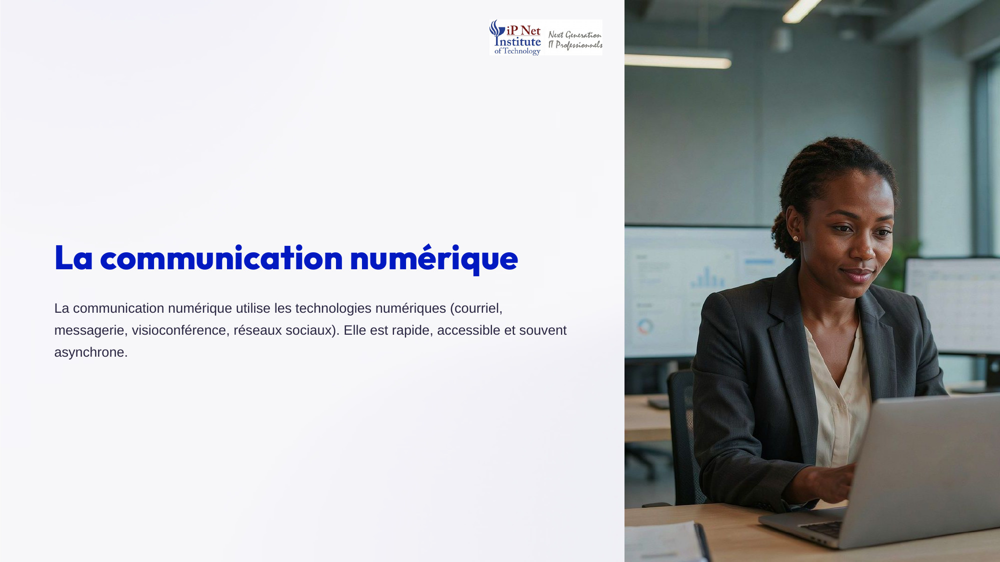 iP Net
Institute
of Technology
Next Generation
IT Professionnels
La communication numérique
La communication numérique utilise les technologies numériques (courriel,
messagerie, visioconférence, réseaux sociaux). Elle est rapide, accessible et souvent
asynchrone.